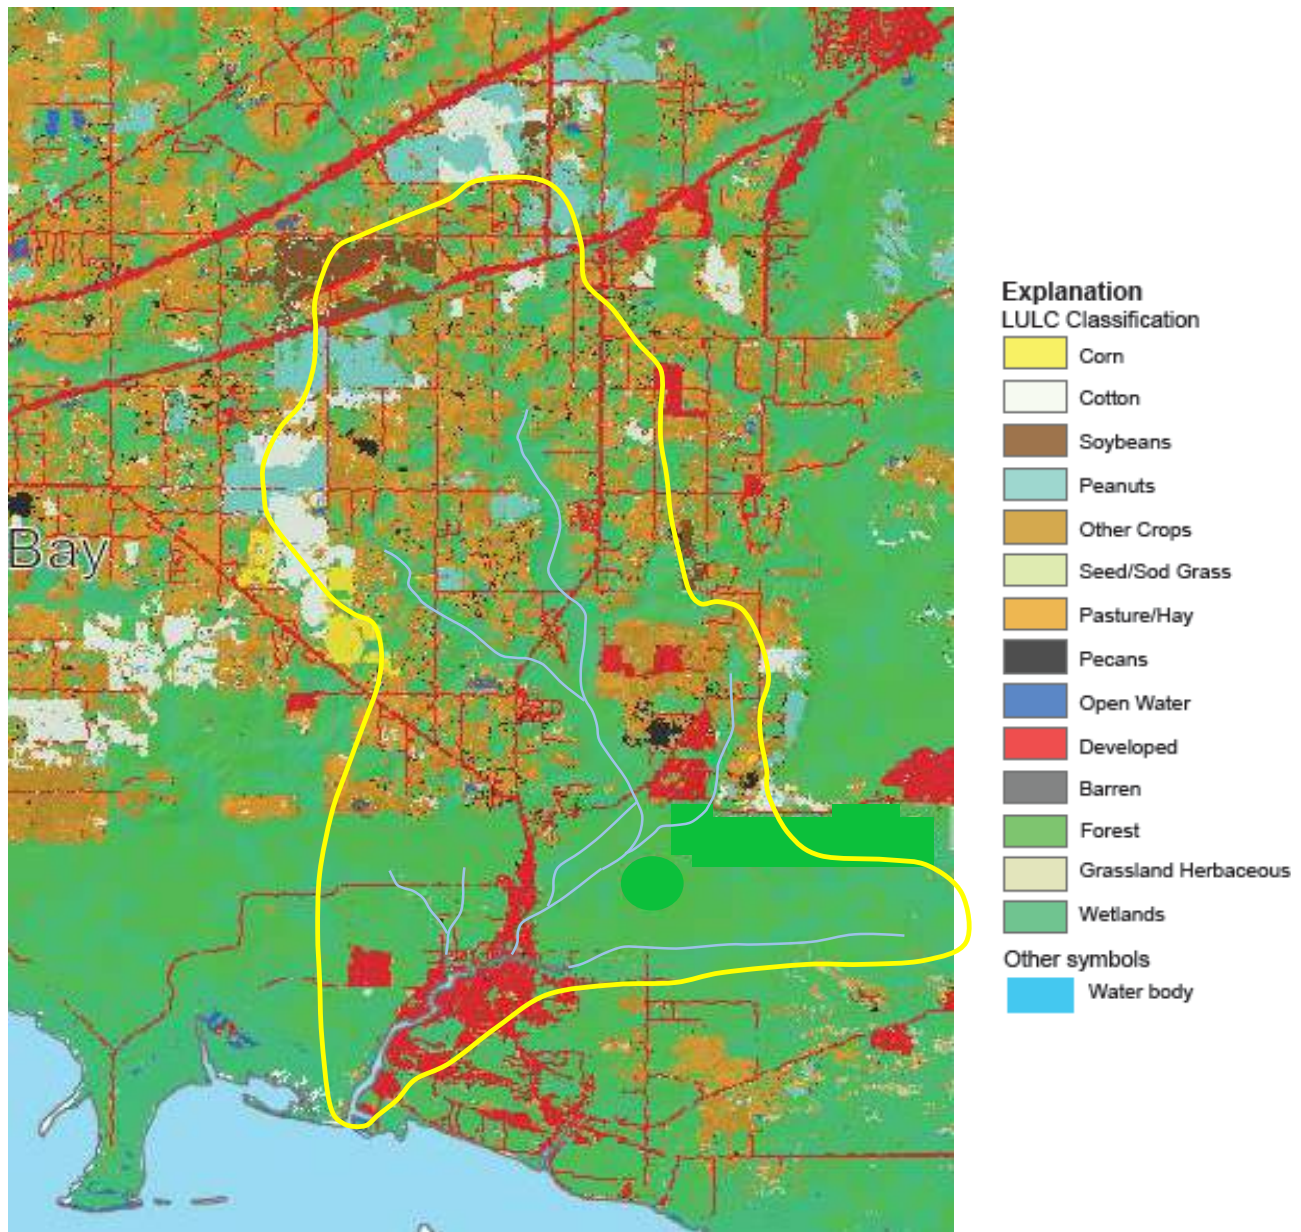 Bay
Explanation
LULC Classification
Corn
Cotton
Soybeans
Peanuts
Other Crops
Seed/Sod Grass
Pasture/Hay
Pecans
Open Water
Developed
Barren
Forest
Grassland Herbaceous
Wetlands
Other symbols
Water body